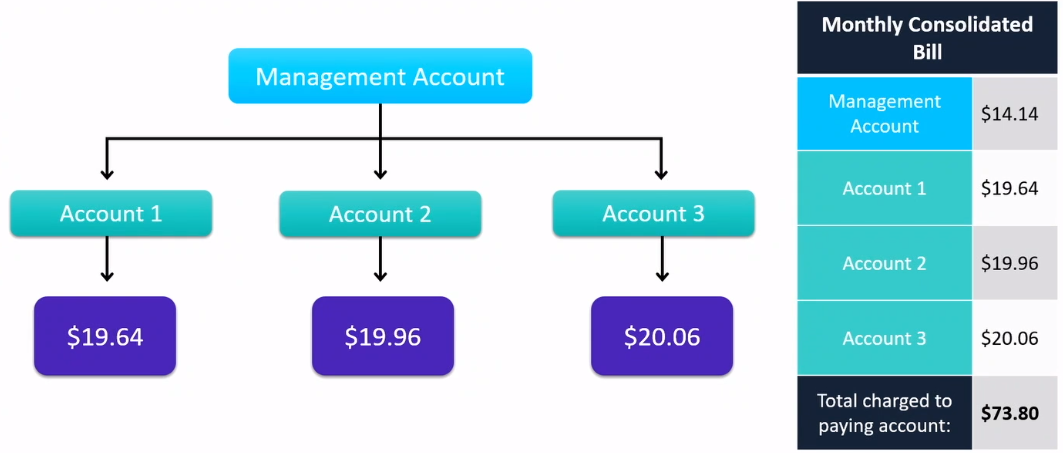 Management Account
Account 1
Account 2
Account 3
$19.64
$19.96
$20.06
Monthly Consolidated
Bill
Management
Account
$14.14
Account 1
$19.64
Account 2
$19.96
Account 3
$20.06
Total charged to
paying account:
$73.80